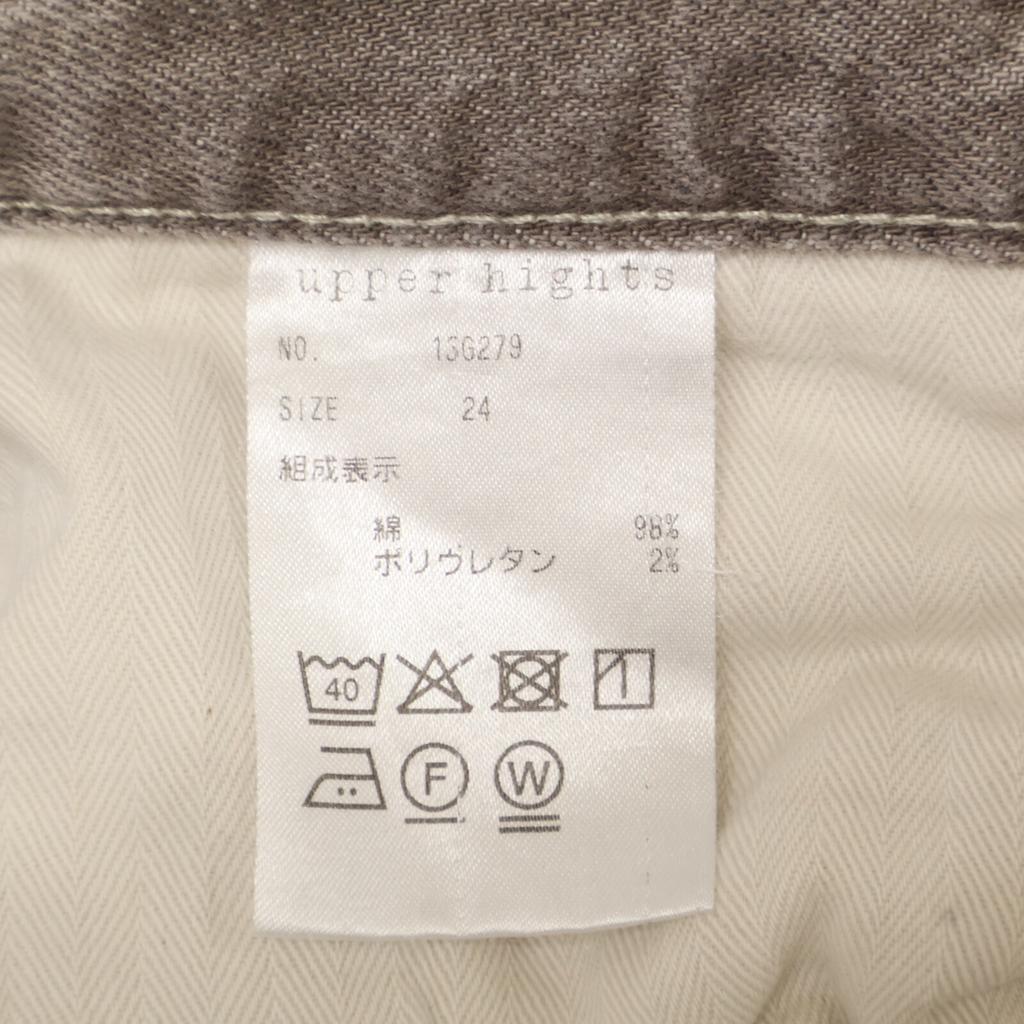 upper hights
NO. 13G279
SIZE 24
組成表示
綿 98%
ポリウレタン 2%
40
F
W